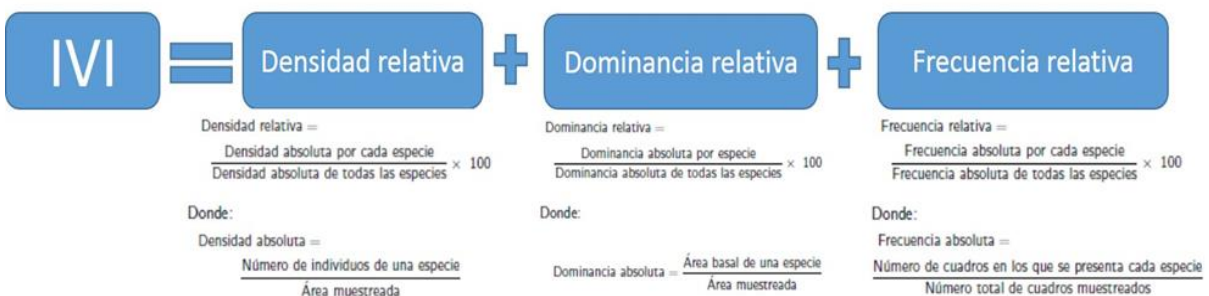 IVI = Densidad relativa + Dominancia relativa + Frecuencia relativa
Densidad relativa =
Densidad absoluta por cada especie
Densidad absoluta de todas las especies × 100
Donde:
Densidad absoluta =
Número de individuos de una especie
Área muestreada
Dominancia relativa =
Dominancia absoluta por especie
Dominancia absoluta de todas las especies × 100
Donde:
Dominancia absoluta = Área basal de una especie
Área muestreada
Frecuencia relativa =
Frecuencia absoluta por cada especie
Frecuencia absoluta de todas las especies × 100
Donde:
Frecuencia absoluta =
Número de cuadros en los que se presenta cada especie
Número total de cuadros muestreados